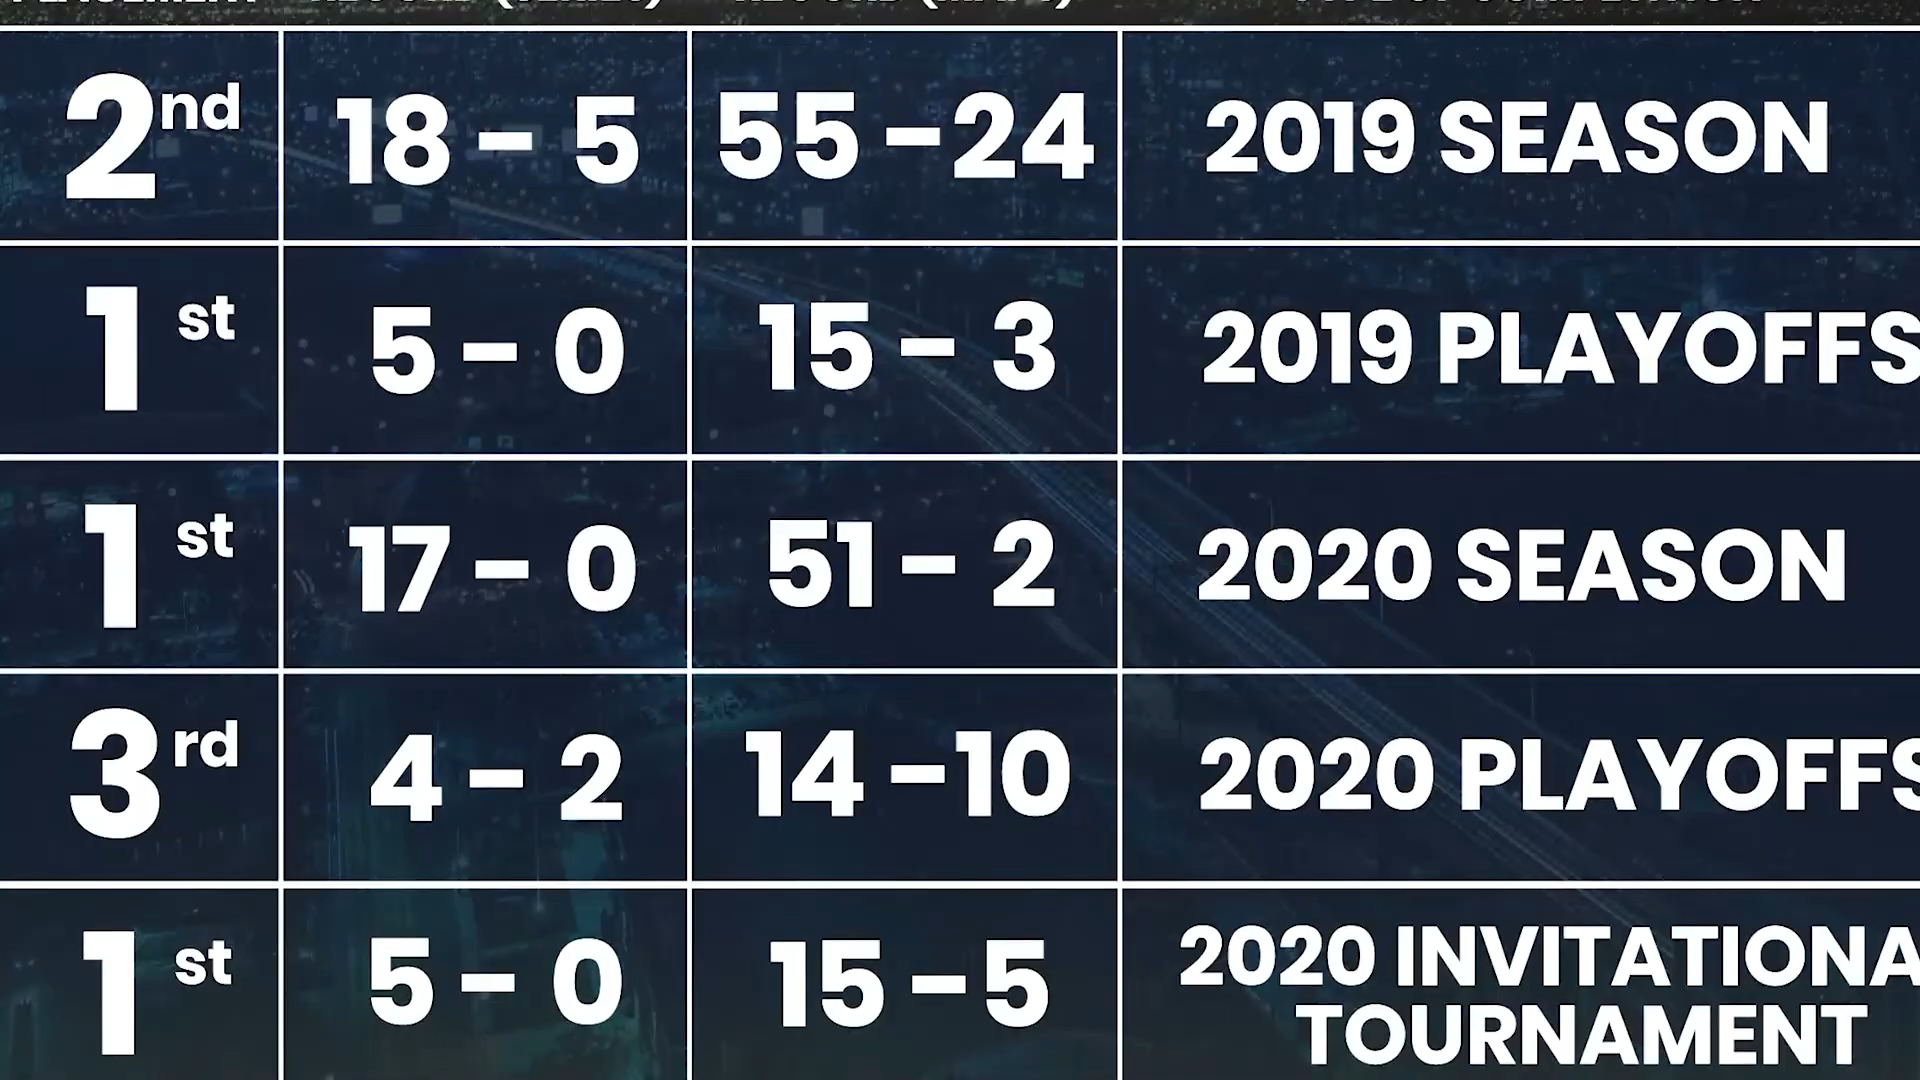 2nd 18 - 5 55 - 24 2019 SEASON
1st 5 - 0 15 - 3 2019 PLAYOFFS
1st 17 - 0 51 - 2 2020 SEASON
3rd 4 - 2 14 - 10 2020 PLAYOFFS
1st 5 - 0 15 - 5 2020 INVITATIONA
TOURNAMENT